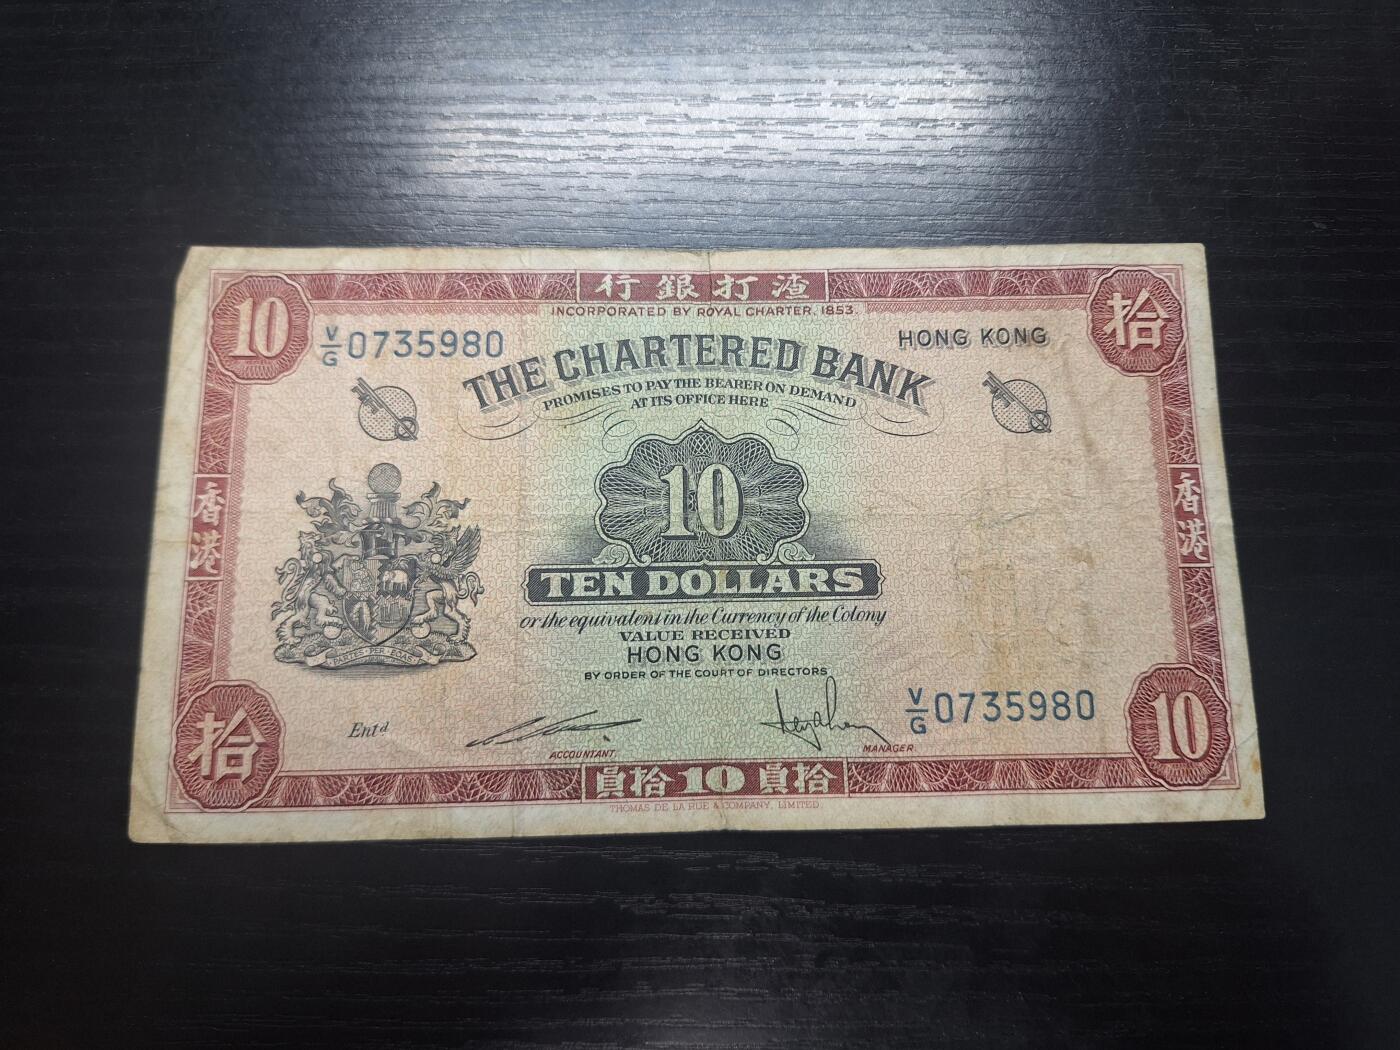 行銀打渣
INCORPORATED BY ROYAL CHARTER. 1853.
10
拾
V/G 0735980
HONG KONG
THE CHARTERED BANK
PROMISES TO PAY THE BEARER ON DEMAND
AT ITS OFFICE HERE
10
香港
香港
TEN DOLLARS
or the equivalent in the Currency of the Colony
VALUE RECEIVED
HONG KONG
BY ORDER OF THE COURT OF DIRECTORS
V/G 0735980
Entd
ACCOUNTANT.
MANAGER
拾
10
員拾 10 員拾
THOMAS DE LA RUE & COMPANY, LIMITED.